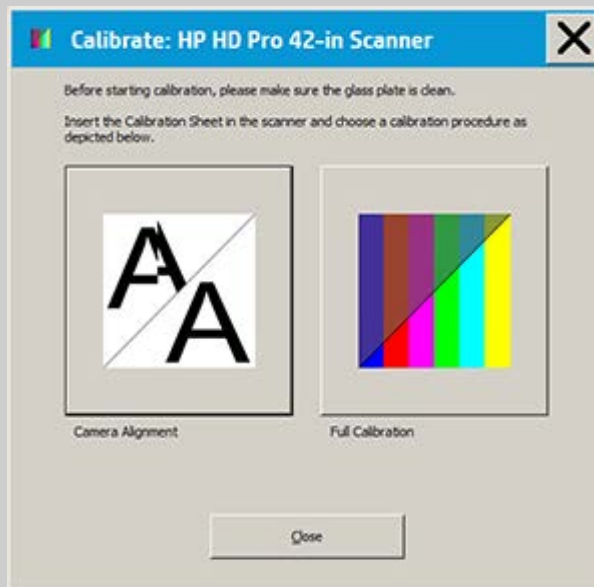 Calibrate: HP HD Pro 42-in Scanner
Before starting calibration, please make sure the glass plate is clean.
Insert the Calibration Sheet in the scanner and choose a calibration procedure as
depicted below.
A A
Camera Alignment
Full Calibration
Close